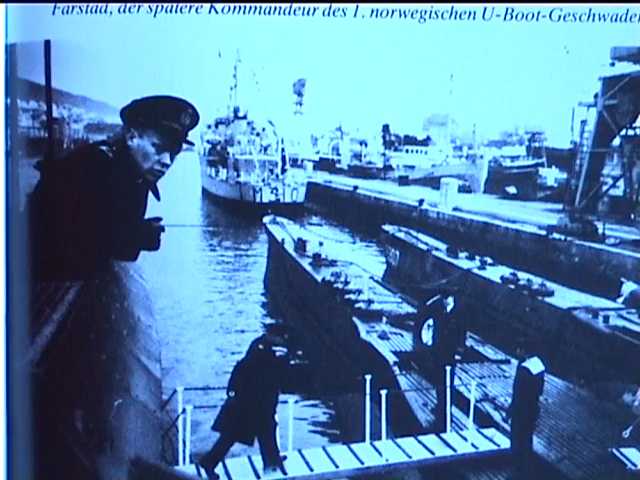 Farstad, der spätere Kommandeur des 1. norwegischen U-Boot-Geschwader